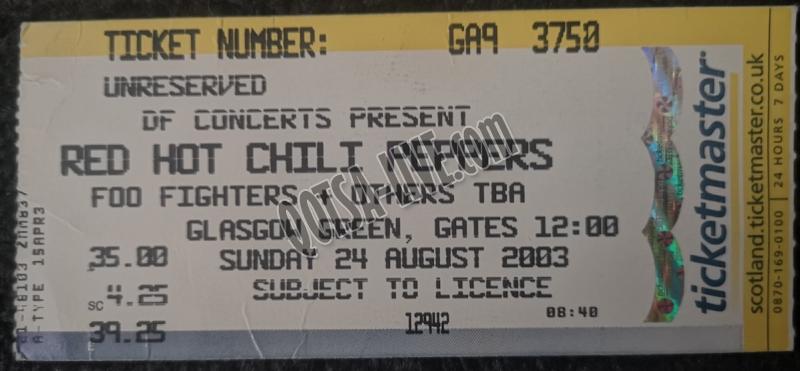 TICKET NUMBER: GA9 3750
UNRESERVED
DF CONCERTS PRESENT
RED HOT CHILI PEPPERS
FOO FIGHTERS + OTHERS TBA
GLASGOW GREEN, GATES 12:00
35.00 SUNDAY 24 AUGUST 2003
SC 4.25 SUBJECT TO LICENCE
39.25 12942 08:40
A-TYPE 15APR3
QOTSALIVE.com
ticketmaster
scotland.ticketmaster.co.uk
0870-169-0100 24 HOURS 7 DAYS